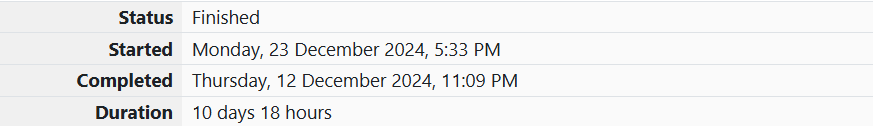 Status Finished
Started Monday, 23 December 2024, 5:33 PM
Completed Thursday, 12 December 2024, 11:09 PM
Duration 10 days 18 hours